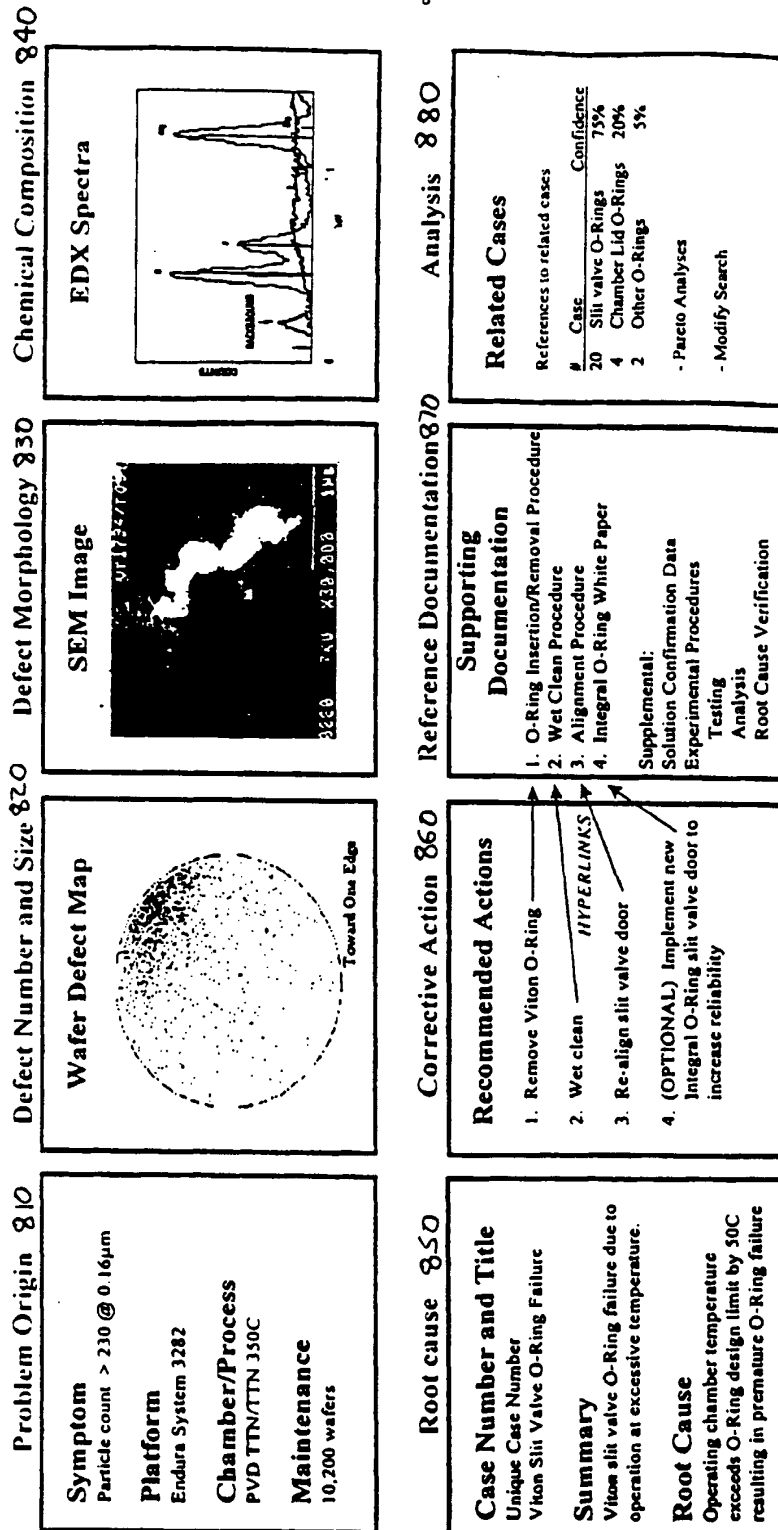 Problem Origin 810
Symptom
Particle count > 230 @ 0.16µm
Platform
Endura System 3282
Chamber/Process
PVD TTN/TTN 350C
Maintenance
10,200 wafers
Defect Number and Size 820
Wafer Defect Map
Toward One Edge
Defect Morphology 830
SEM Image
X30,000
Chemical Composition 840
EDX Spectra
COUNTS
BACKGROUND
Root cause 850
Case Number and Title
Unique Case Number
Viton Slit Valve O-Ring Failure
Summary
Viton slit valve O-Ring failure due to
operation at excessive temperature.
Root Cause
Operating chamber temperature
exceeds O-Ring design limit by 50C
resulting in premature O-Ring failure
Corrective Action 860
Recommended Actions
1. Remove Viton O-Ring
2. Wet clean
HYPERLINKS
3. Re-align slit valve door
4. (OPTIONAL) Implement new
Integral O-Ring slit valve door to
increase reliability
Reference Documentation 870
Supporting
Documentation
1. O-Ring Insertion/Removal Procedure
2. Wet Clean Procedure
3. Alignment Procedure
4. Integral O-Ring White Paper
Supplemental:
Solution Confirmation Data
Experimental Procedures
Testing
Analysis
Root Cause Verification
Analysis 880
Related Cases
References to related cases
# Case Confidence
20 Slit valve O-Rings 75%
4 Chamber Lid O-Rings 20%
2 Other O-Rings 5%
- Pareto Analyses
- Modify Search